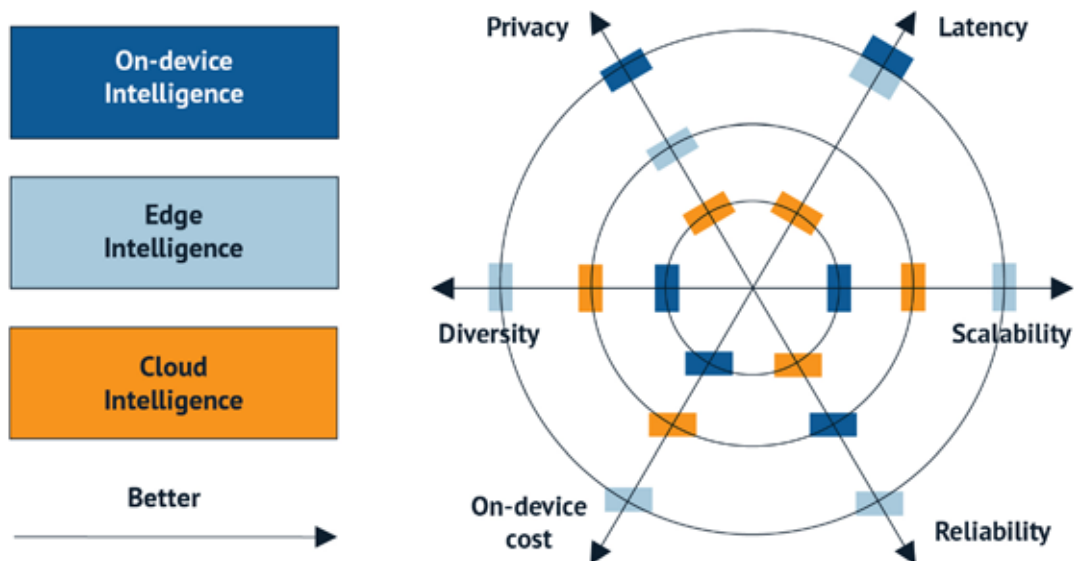 On-device
Intelligence
Edge
Intelligence
Cloud
Intelligence
Better
Privacy
Latency
Diversity
Scalability
On-device
cost
Reliability